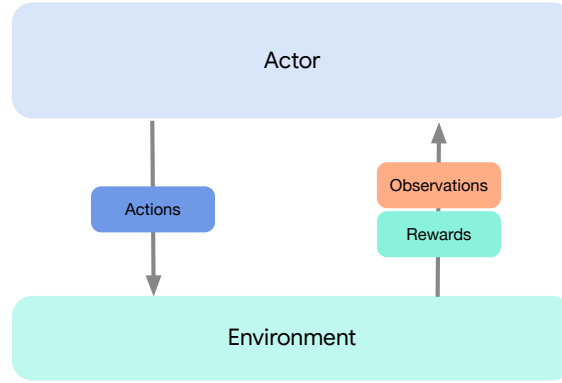 Actor
Actions
Observations
Rewards
Environment